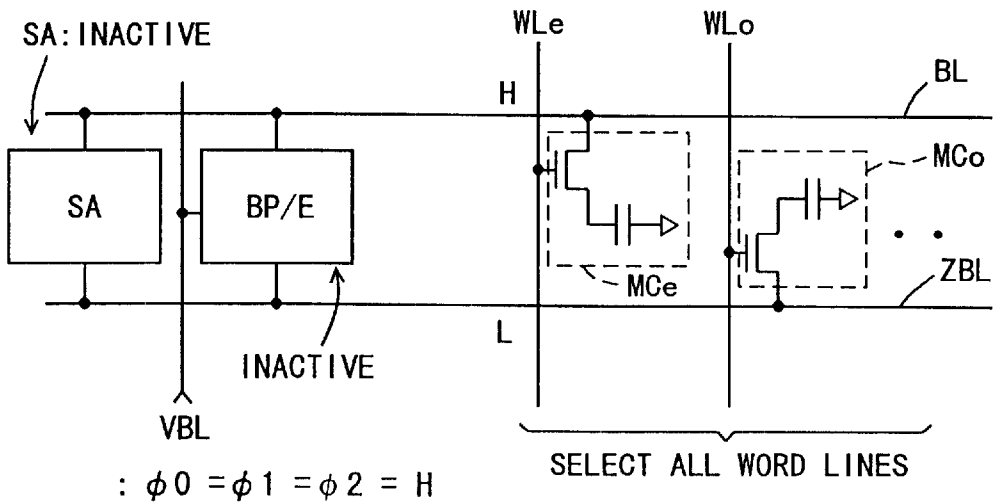 SA:INACTIVE
WLe
WLo
H
BL
SA
BP/E
MCo
MCe
ZBL
L
INACTIVE
VBL
SELECT ALL WORD LINES
: φ0 = φ1 = φ2 = H